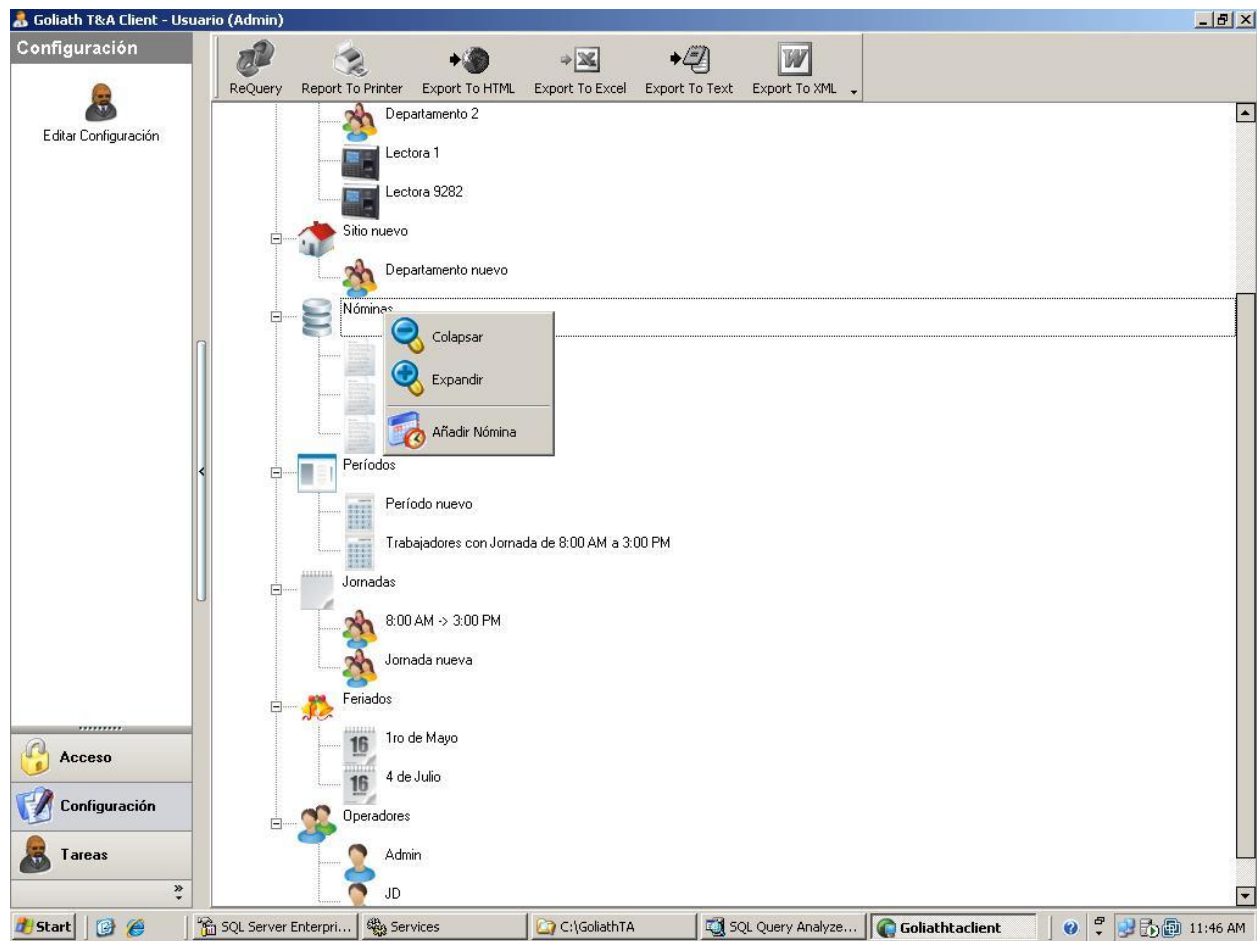 Goliath T&A Client - Usuario (Admin)
Configuración
Editar Configuración
ReQuery
Report To Printer
Export To HTML
Export To Excel
Export To Text
Export To XML
Departamento 2
Lectora 1
Lectora 9282
Sitio nuevo
Departamento nuevo
Nóminas
Colapsar
Expandir
Añadir Nómina
Períodos
Período nuevo
Trabajadores con Jornada de 8:00 AM a 3:00 PM
Jornadas
8:00 AM -> 3:00 PM
Jornada nueva
Feriados
16
1ro de Mayo
16
4 de Julio
Operadores
Admin
JD
Acceso
Configuración
Tareas
Start
SQL Server Enterpri...
Services
C:\GoliathTA
SQL Query Analyze...
Goliathtaclient
11:46 AM